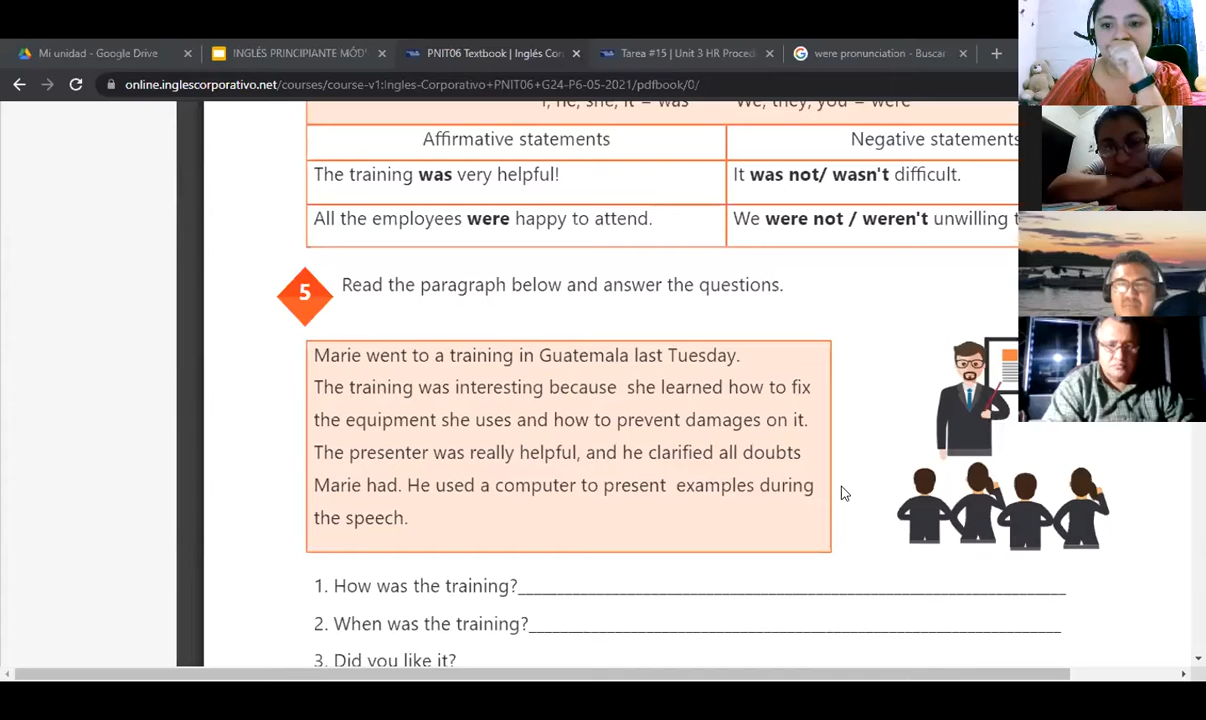 Mi unidad - Google Drive
INGLÉS PRINCIPIANTE MÓD'
PNIT06 Textbook | Inglés Cor
Tarea #15 | Unit 3 HR Proced
were pronunciation - Buscar
online.inglescorporativo.net/courses/course-v1:Ingles-Corporativo+PNIT06+G24-P6-05-2021/pdfbook/0/
I, he, she, it = was We, they, you = were
Affirmative statements Negative statements
The training was very helpful! It was not/ wasn't difficult.
All the employees were happy to attend. We were not / weren't unwilling
5 Read the paragraph below and answer the questions.
Marie went to a training in Guatemala last Tuesday.
The training was interesting because she learned how to fix
the equipment she uses and how to prevent damages on it.
The presenter was really helpful, and he clarified all doubts
Marie had. He used a computer to present examples during
the speech.
1. How was the training?
2. When was the training?
3. Did you like it?